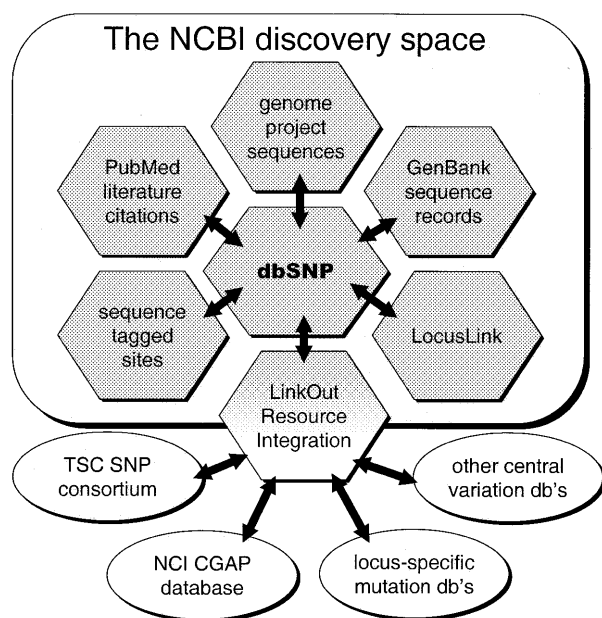 The NCBI discovery space
genome
project
sequences
PubMed
literature
citations
GenBank
sequence
records
dbSNP
sequence
tagged
sites
LocusLink
LinkOut
Resource
Integration
TSC SNP
consortium
other central
variation db's
NCI CGAP
database
locus-specific
mutation db's